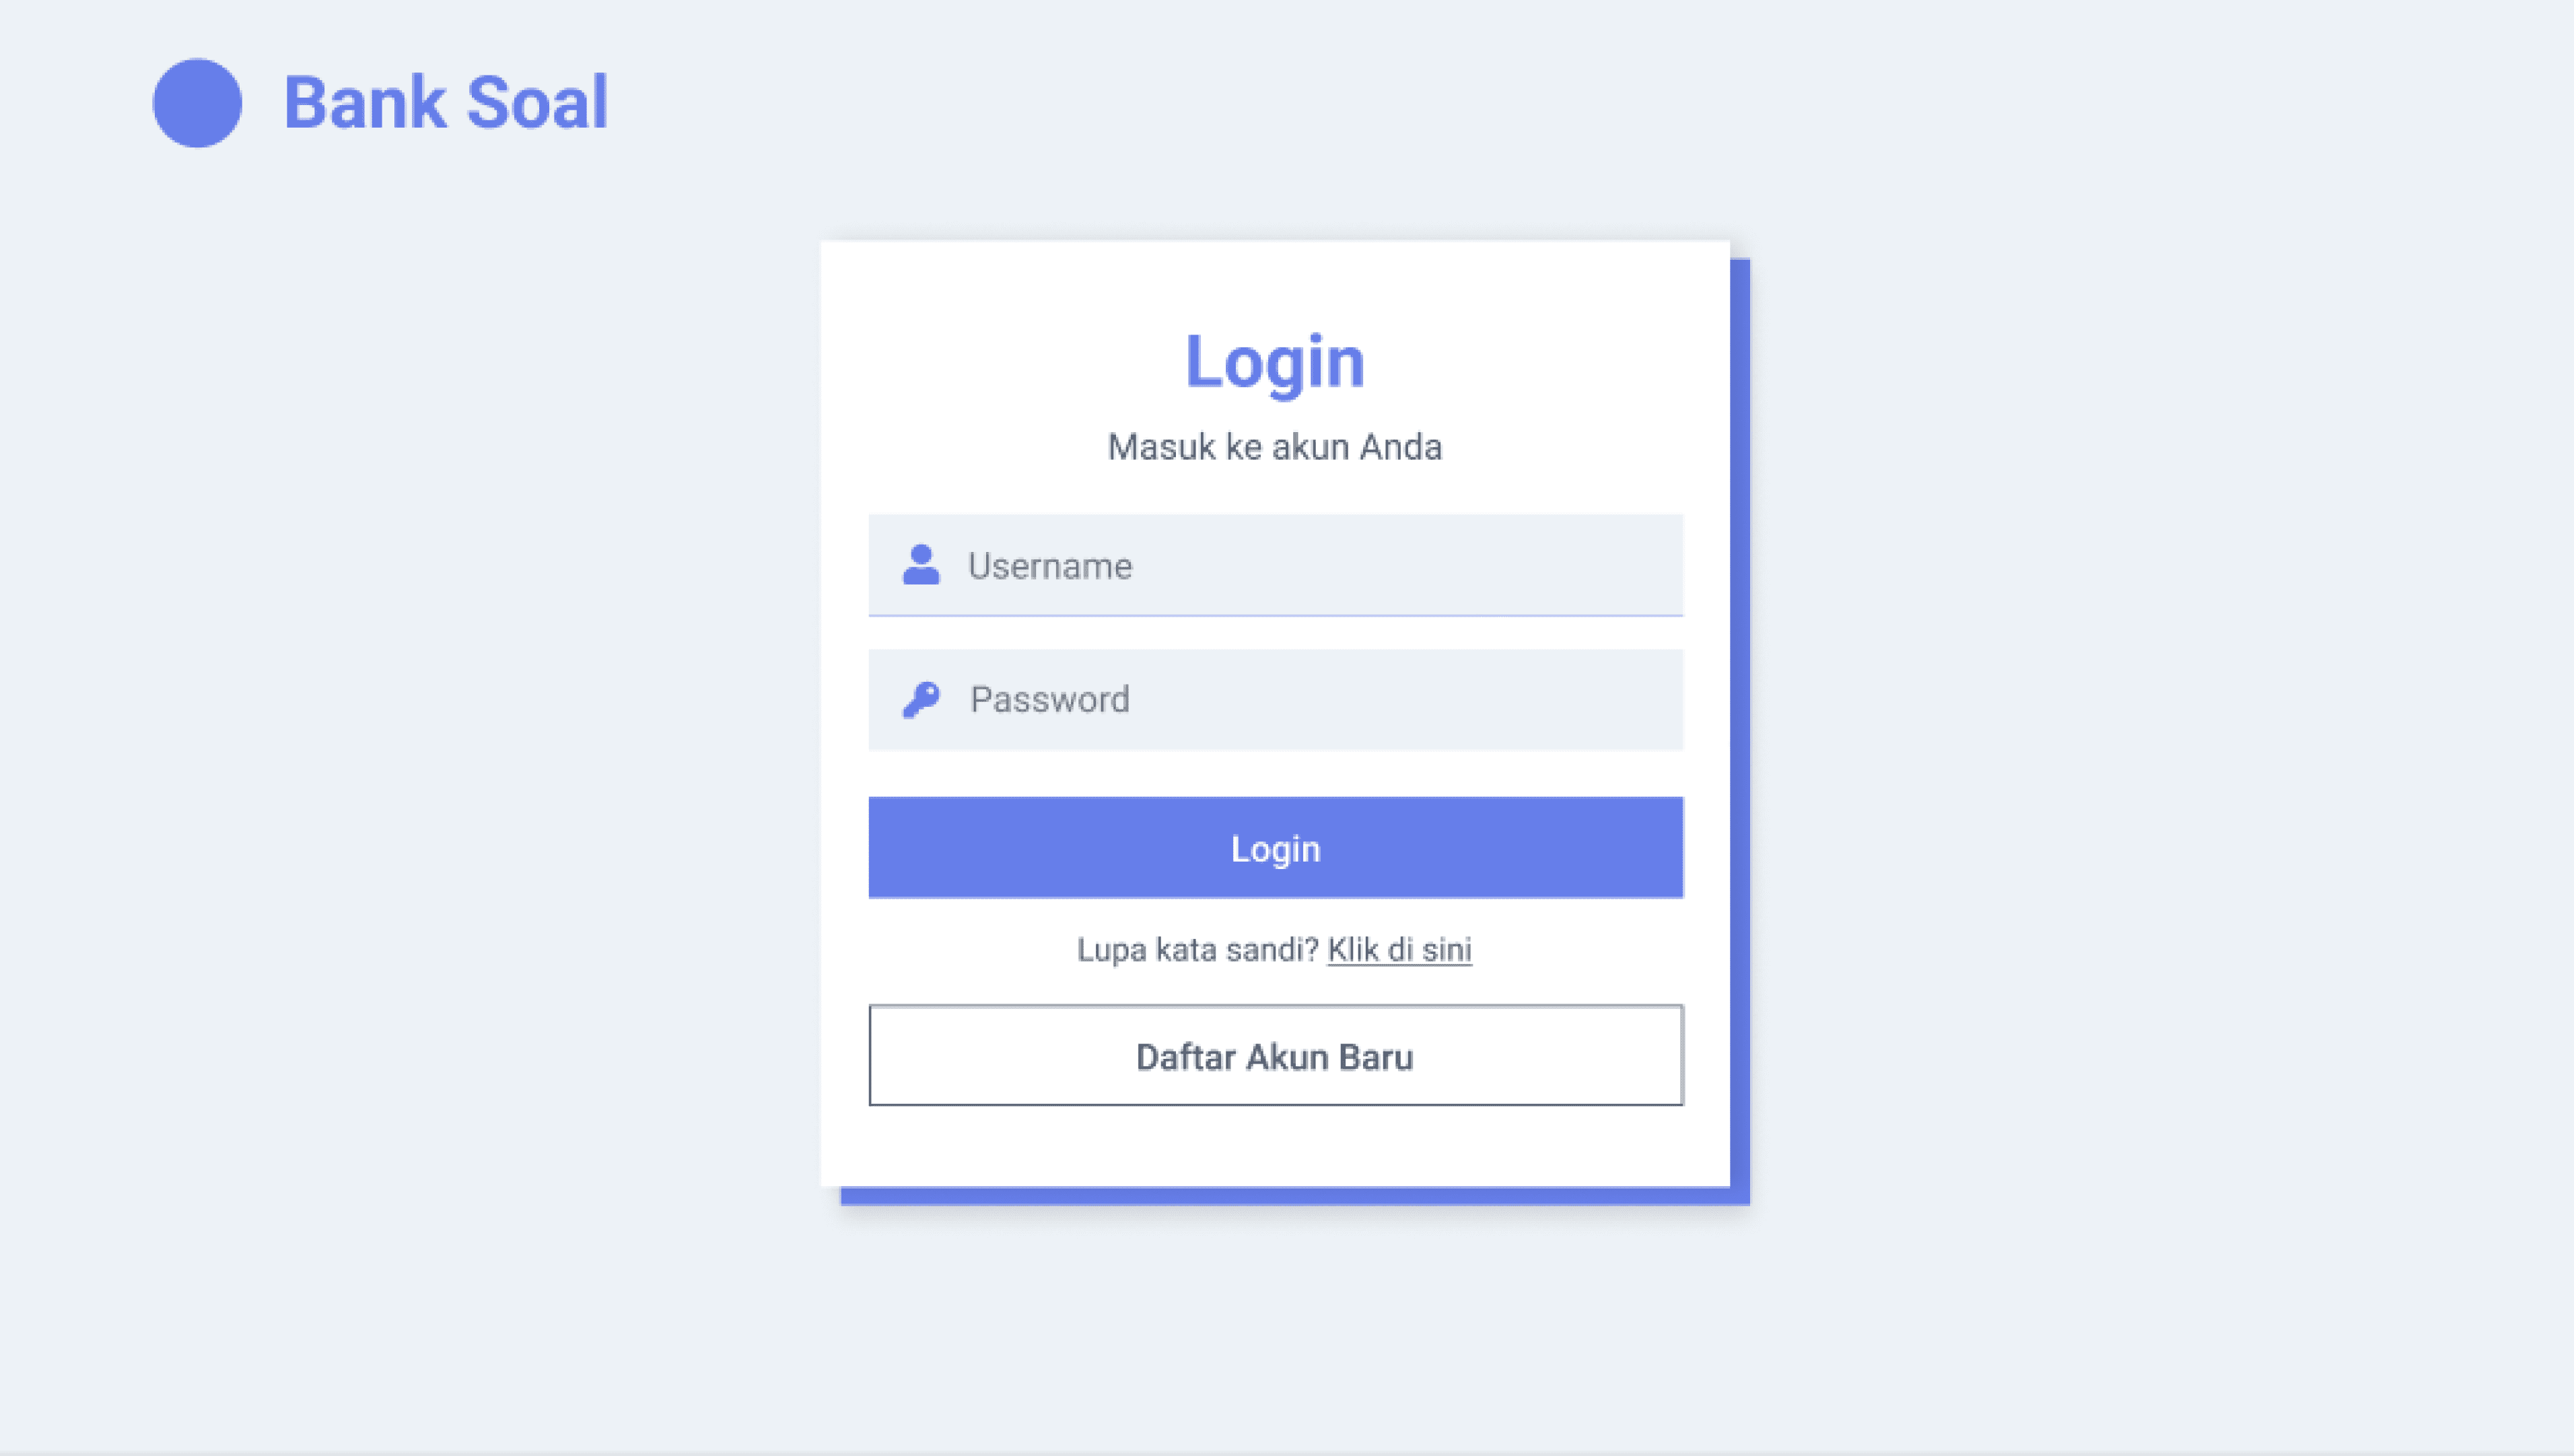 Bank Soal
Login
Masuk ke akun Anda
Username
Password
Login
Lupa kata sandi? Klik di sini
Daftar Akun Baru